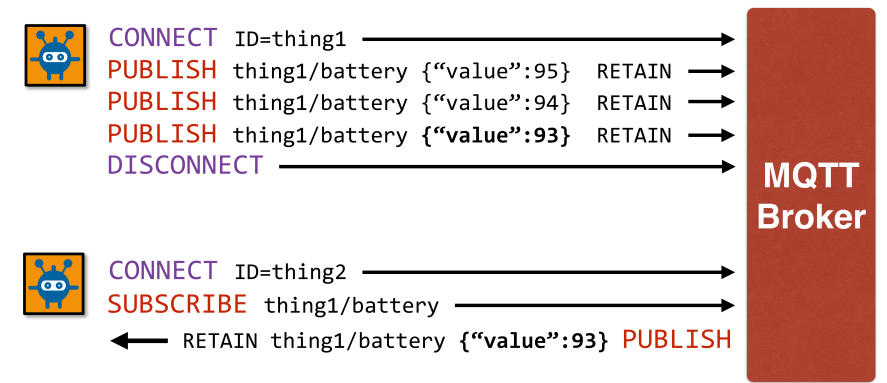 CONNECT ID=thing1
PUBLISH thing1/battery {“value”:95} RETAIN
PUBLISH thing1/battery {“value”:94} RETAIN
PUBLISH thing1/battery {“value”:93} RETAIN
DISCONNECT
MQTT
Broker
CONNECT ID=thing2
SUBSCRIBE thing1/battery
RETAIN thing1/battery {“value”:93} PUBLISH